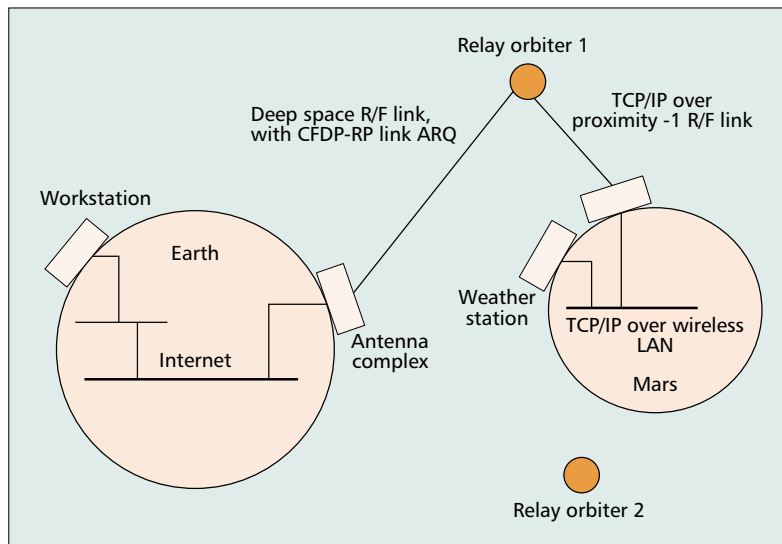 Relay orbiter 1
Deep space R/F link,
with CFDP-RP link ARQ
TCP/IP over
proximity -1 R/F link
Workstation
Earth
Internet
Antenna
complex
Weather
station
TCP/IP over wireless
LAN
Mars
Relay orbiter 2